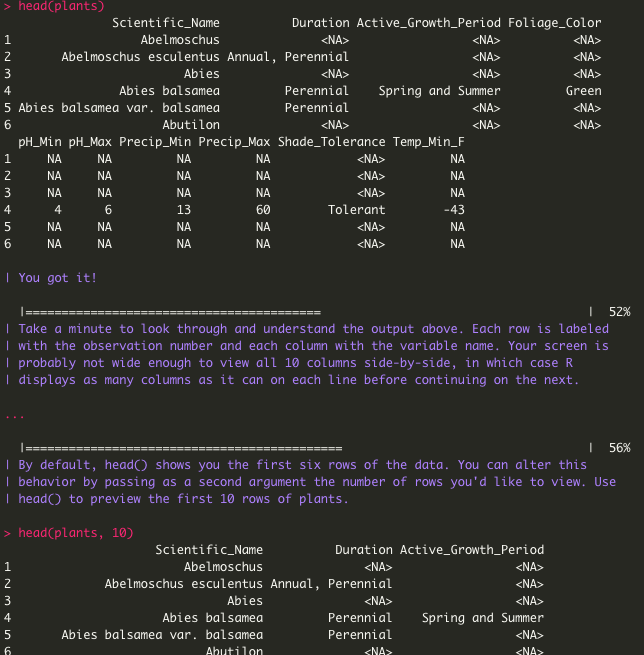 > head(plants)
Scientific_Name Duration Active_Growth_Period Foliage_Color
1 Abelmoschus <NA> <NA> <NA>
2 Abelmoschus esculentus Annual, Perennial <NA> <NA>
3 Abies <NA> <NA> <NA>
4 Abies balsamea Perennial Spring and Summer Green
5 Abies balsamea var. balsamea Perennial <NA> <NA>
6 Abutilon <NA> <NA> <NA>
pH_Min pH_Max Precip_Min Precip_Max Shade_Tolerance Temp_Min_F
1 NA NA NA NA <NA> NA
2 NA NA NA NA <NA> NA
3 NA NA NA NA <NA> NA
4 4 6 13 60 Tolerant -43
5 NA NA NA NA <NA> NA
6 NA NA NA NA <NA> NA
| You got it!
|========================================= | 52%
| Take a minute to look through and understand the output above. Each row is labeled
| with the observation number and each column with the variable name. Your screen is
| probably not wide enough to view all 10 columns side-by-side, in which case R
| displays as many columns as it can on each line before continuing on the next.
...
|============================================ | 56%
| By default, head() shows you the first six rows of the data. You can alter this
| behavior by passing as a second argument the number of rows you'd like to view. Use
| head() to preview the first 10 rows of plants.
> head(plants, 10)
Scientific_Name Duration Active_Growth_Period
1 Abelmoschus <NA> <NA>
2 Abelmoschus esculentus Annual, Perennial <NA>
3 Abies <NA> <NA>
4 Abies balsamea Perennial Spring and Summer
5 Abies balsamea var. balsamea Perennial <NA>
6 Abutilon <NA> <NA>